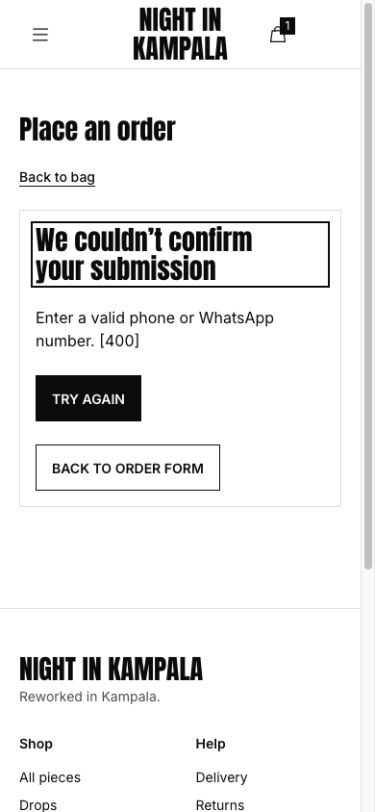 NIGHT IN
KAMPALA
1
Place an order
Back to bag
We couldn’t confirm
your submission
Enter a valid phone or WhatsApp
number. [400]
TRY AGAIN
BACK TO ORDER FORM
NIGHT IN KAMPALA
Reworked in Kampala.
Shop
Help
All pieces
Delivery
Drops
Returns